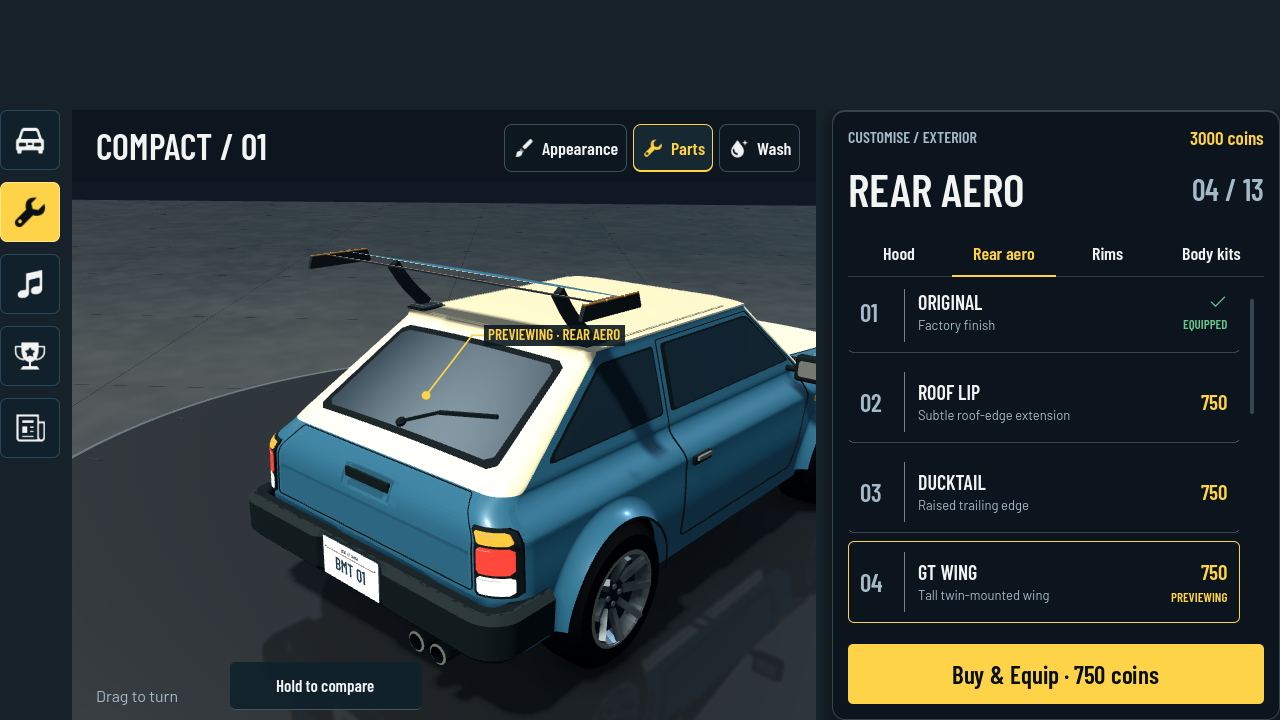 COMPACT / 01
Appearance
Parts
Wash
CUSTOMISE / EXTERIOR
3000 coins
REAR AERO
04 / 13
Hood
Rear aero
Rims
Body kits
01
ORIGINAL
Factory finish
EQUIPPED
02
ROOF LIP
Subtle roof-edge extension
750
03
DUCKTAIL
Raised trailing edge
750
04
GT WING
Tall twin-mounted wing
750
PREVIEWING
Buy & Equip · 750 coins
PREVIEWING · REAR AERO
BMT 01
Hold to compare
Drag to turn